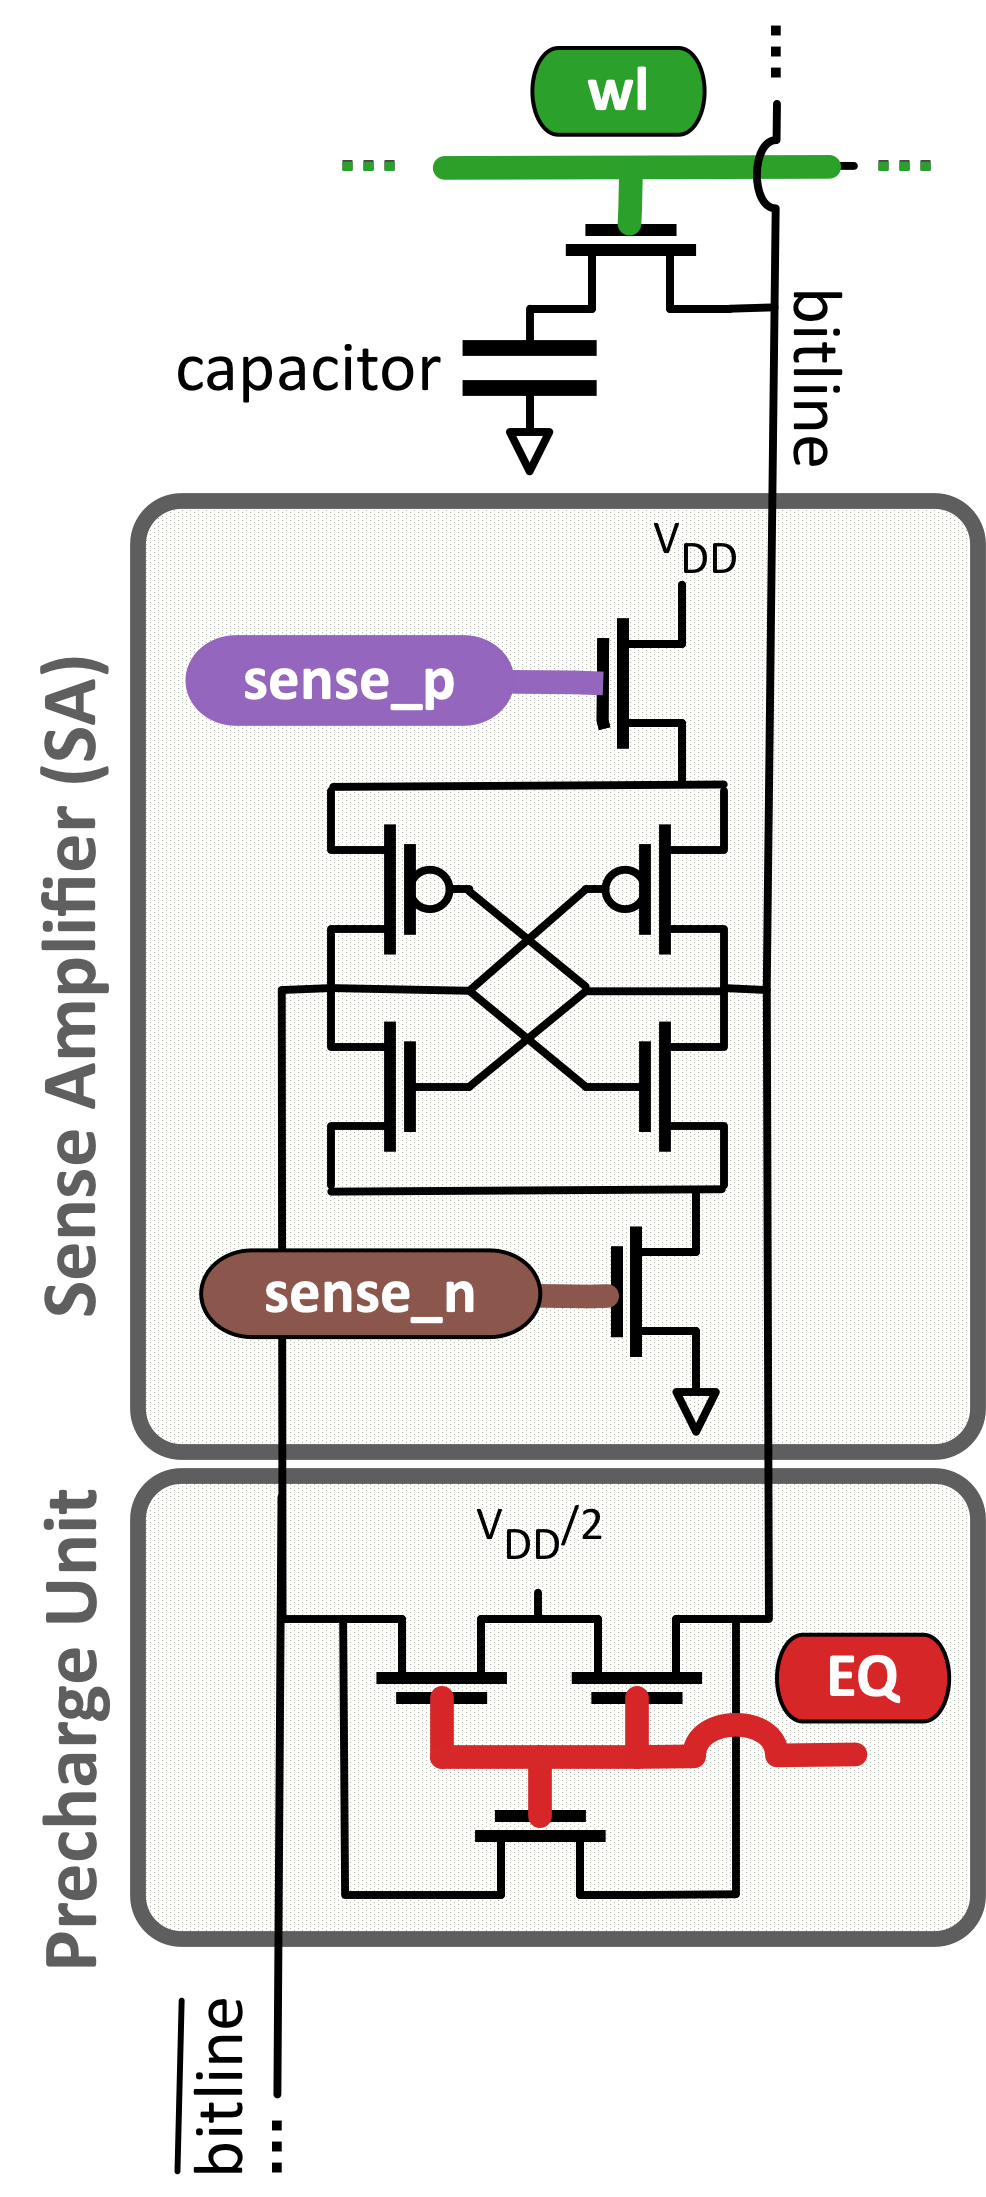 wl
bitline
capacitor
VDD
sense_p
Sense Amplifier (SA)
sense_n
VDD/2
EQ
Precharge Unit
bitline